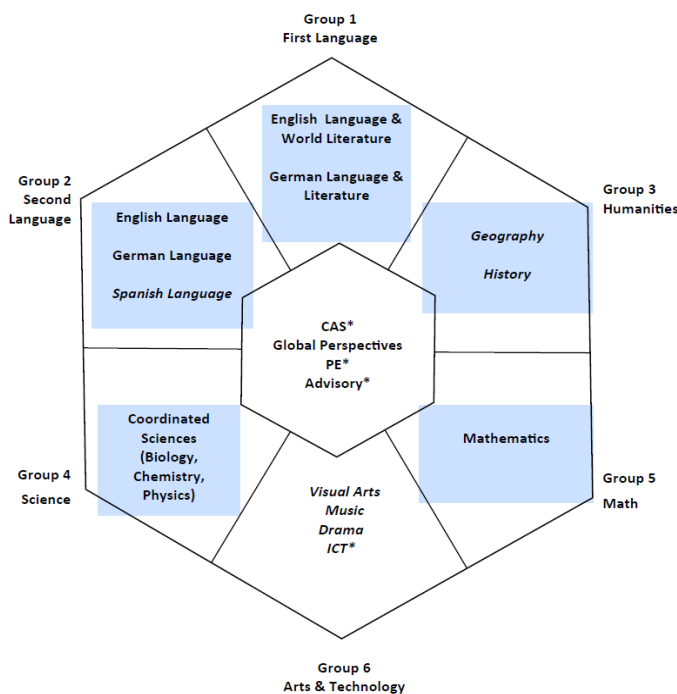 Group 1
First Language
English Language &
World Literature
German Language &
Literature
Group 2
Second
Language
English Language
German Language
Spanish Language
Group 3
Humanities
Geography
History
CAS*
Global Perspectives
PE*
Advisory*
Group 4
Science
Coordinated
Sciences
(Biology,
Chemistry,
Physics)
Visual Arts
Music
Drama
ICT*
Mathematics
Group 5
Math
Group 6
Arts & Technology